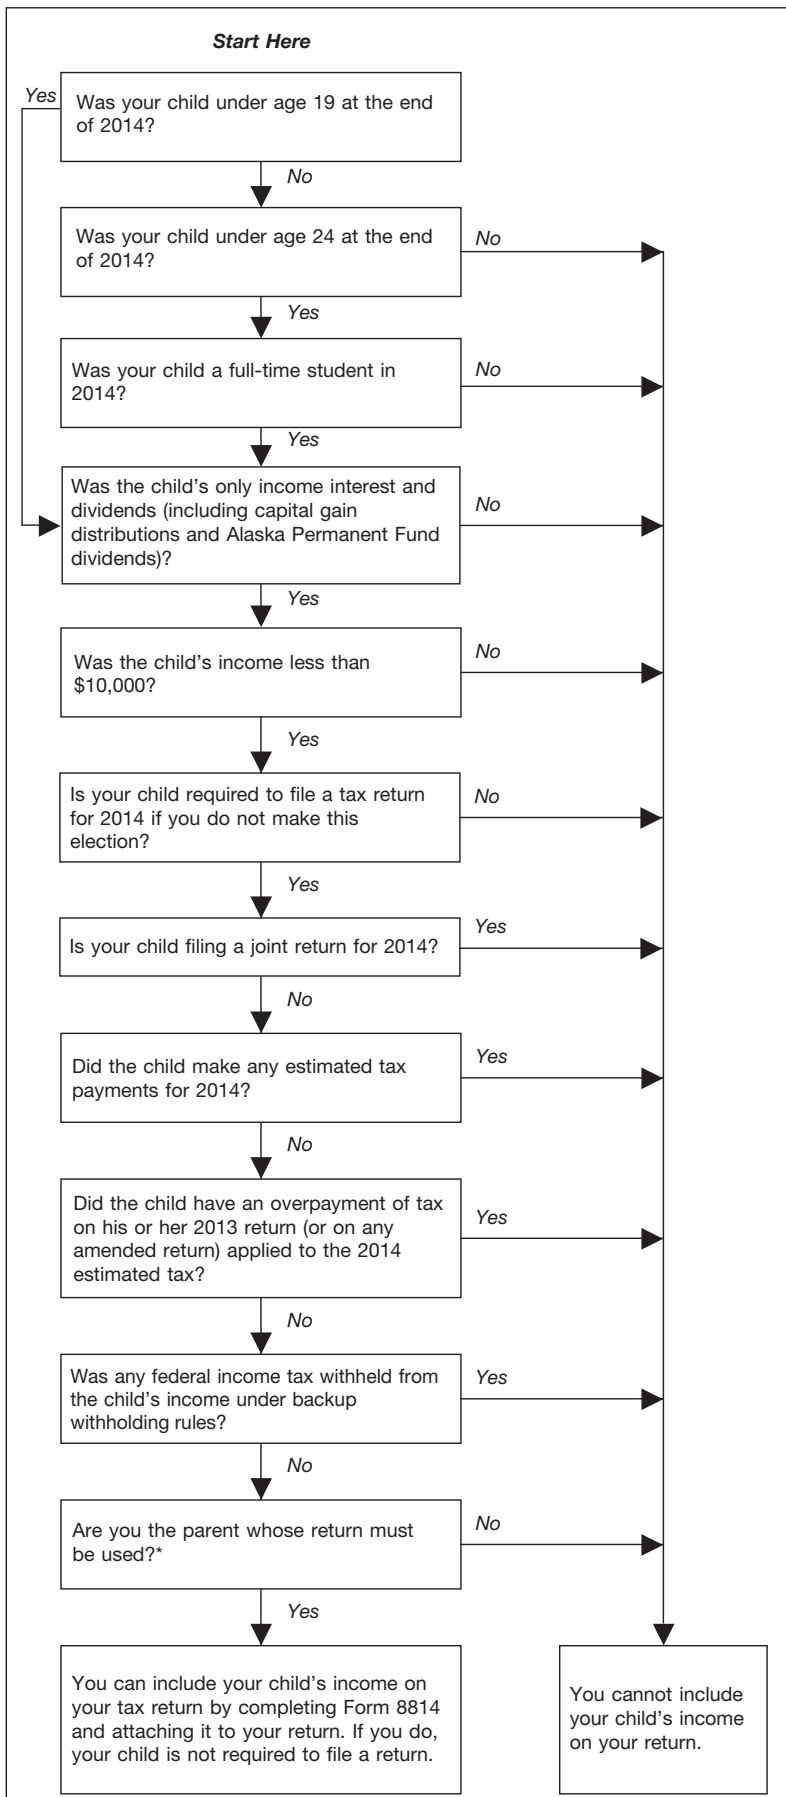 Start Here
Yes
Was your child under age 19 at the end
of 2014?
No
Was your child under age 24 at the end
of 2014?
No
Yes
Was your child a full-time student in
2014?
No
Yes
Was the child’s only income interest and
dividends (including capital gain
distributions and Alaska Permanent Fund
dividends)?
No
Yes
Was the child’s income less than
$10,000?
No
Yes
Is your child required to file a tax return
for 2014 if you do not make this
election?
No
Yes
Is your child filing a joint return for 2014?
Yes
No
Did the child make any estimated tax
payments for 2014?
Yes
No
Did the child have an overpayment of tax
on his or her 2013 return (or on any
amended return) applied to the 2014
estimated tax?
Yes
No
Was any federal income tax withheld from
the child’s income under backup
withholding rules?
Yes
No
Are you the parent whose return must
be used?*
No
Yes
You can include your child’s income on
your tax return by completing Form 8814
and attaching it to your return. If you do,
your child is not required to file a return.
You cannot include
your child’s income
on your return.